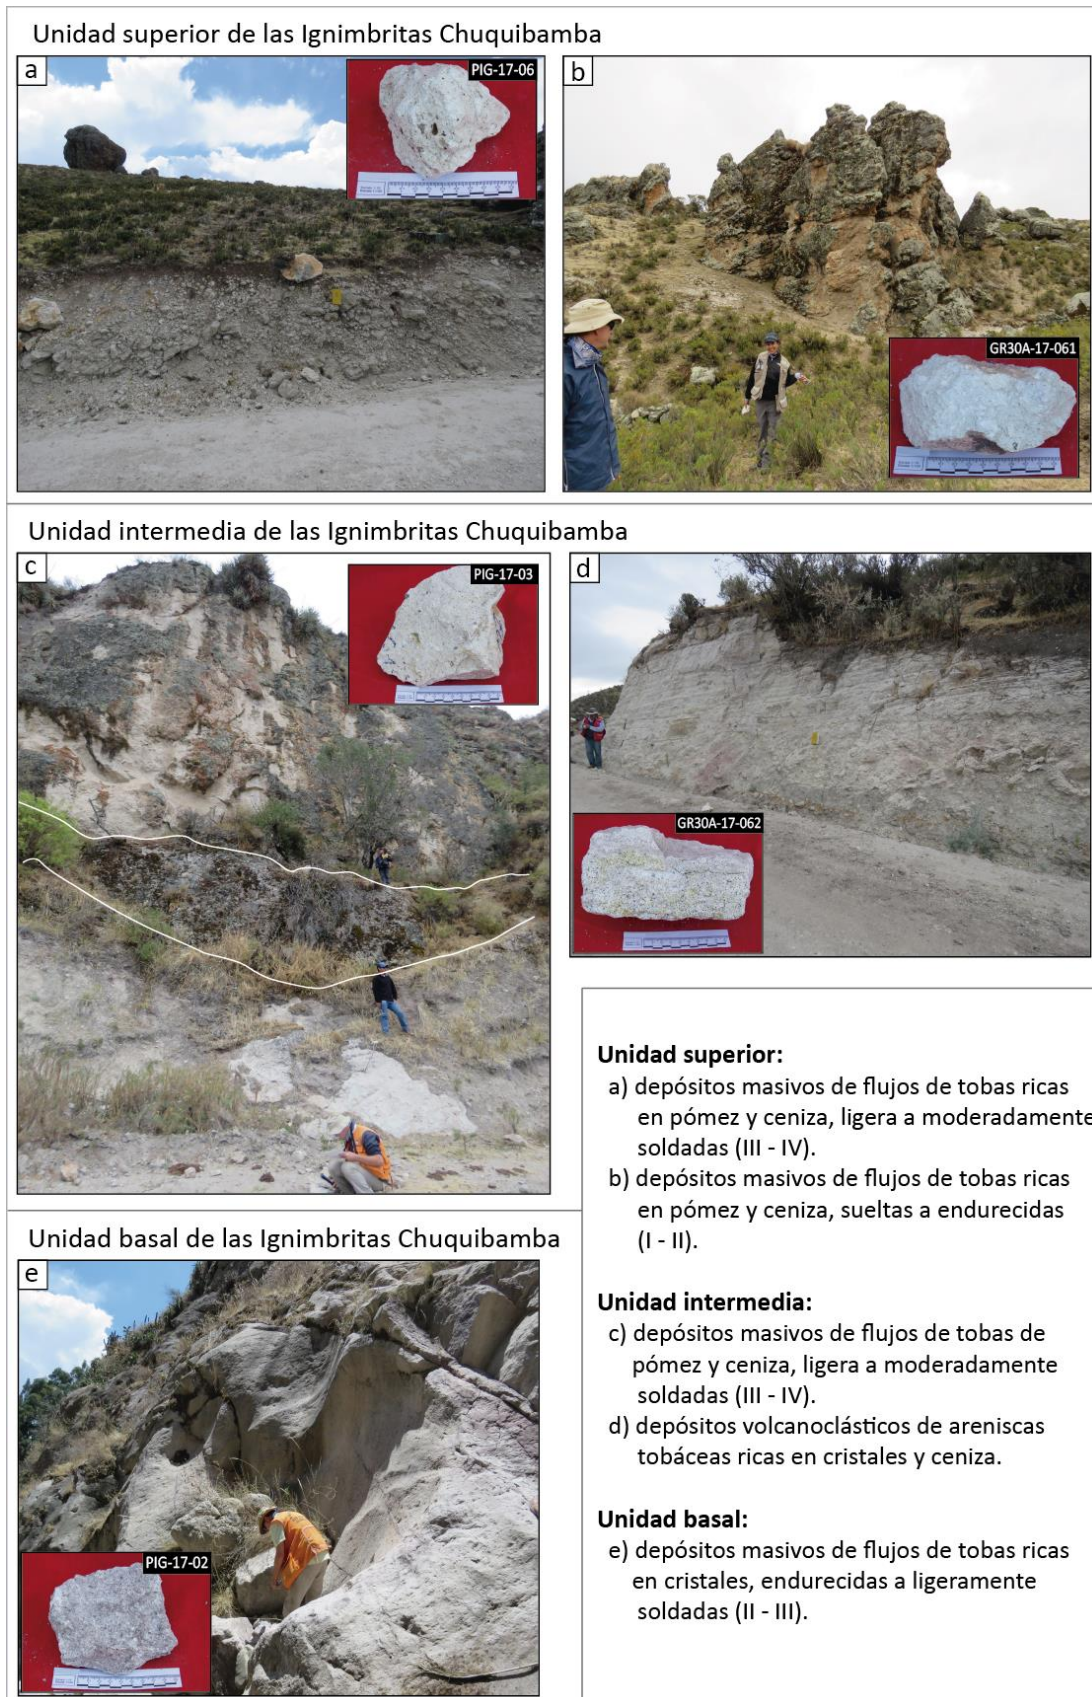 Unidad superior de las Ignimbritas Chuquibamba
a
PIG-17-06
b
GR30A-17-061
Unidad intermedia de las Ignimbritas Chuquibamba
c
PIG-17-03
d
GR30A-17-062
Unidad superior:
a) depósitos masivos de flujos de tobas ricas
en pómez y ceniza, ligera a moderadamente
soldadas (III - IV).
b) depósitos masivos de flujos de tobas ricas
en pómez y ceniza, sueltas a endurecidas
(I - II).
Unidad intermedia:
c) depósitos masivos de flujos de tobas de
pómez y ceniza, ligera a moderadamente
soldadas (III - IV).
d) depósitos volcanoclásticos de areniscas
tobáceas ricas en cristales y ceniza.
Unidad basal:
e) depósitos masivos de flujos de tobas ricas
en cristales, endurecidas a ligeramente
soldadas (II - III).
Unidad basal de las Ignimbritas Chuquibamba
e
PIG-17-02